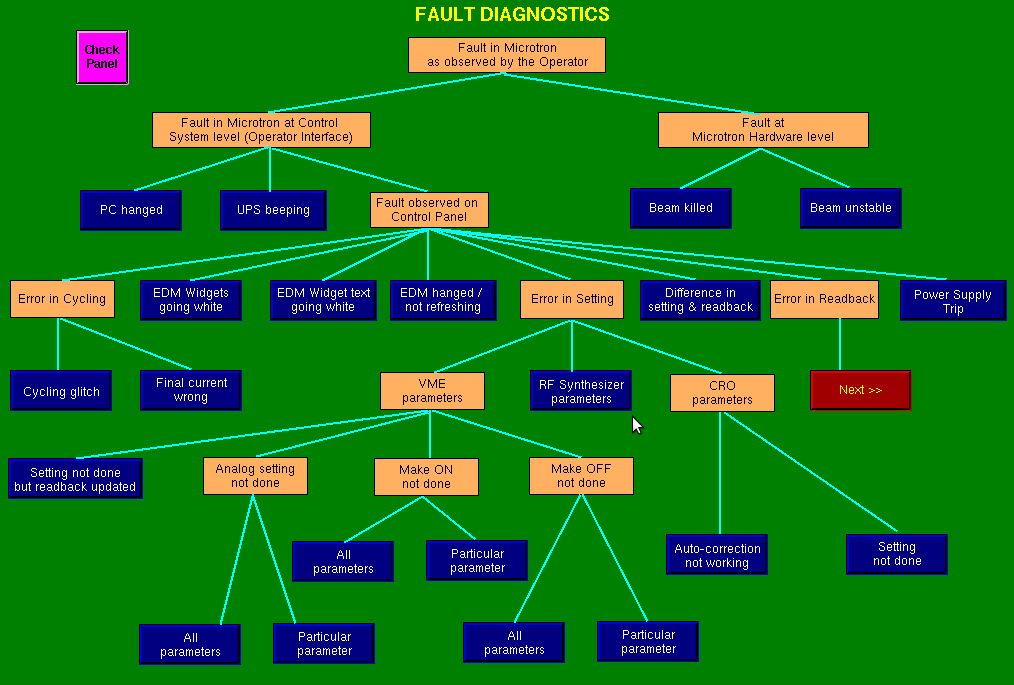 FAULT DIAGNOSTICS
Check
Panel
Fault in Microtron
as observed by the Operator
Fault in Microtron at Control
System level (Operator Interface)
Fault at
Microtron Hardware level
PC hanged
UPS beeping
Fault observed on
Control Panel
Beam killed
Beam unstable
Error in Cycling
EDM Widgets
going white
EDM Widget text
going white
EDM hanged /
not refreshing
Error in Setting
Difference in
setting & readback
Error in Readback
Power Supply
Trip
Cycling glitch
Final current
wrong
VME
parameters
RF Synthesizer
parameters
CRO
parameters
Next >>
Setting not done
but readback updated
Analog setting
not done
Make ON
not done
Make OFF
not done
All
parameters
Particular
parameter
Auto-correction
not working
Setting
not done
All
parameters
Particular
parameter
All
parameters
Particular
parameter